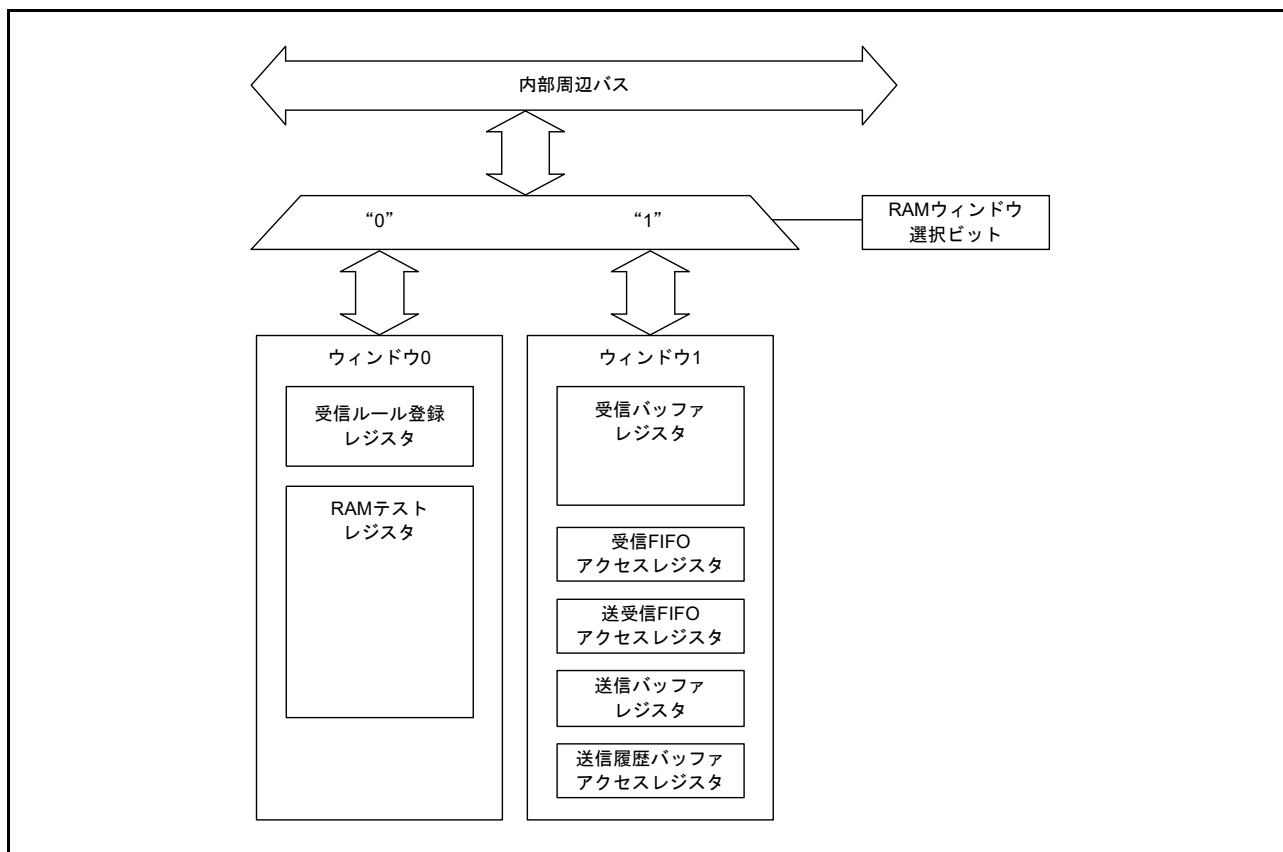 内部周辺バス
“0”
“1”
RAMウィンドウ
選択ビット
ウィンドウ0
受信ルール登録
レジスタ
RAMテスト
レジスタ
ウィンドウ1
受信バッファ
レジスタ
受信FIFO
アクセスレジスタ
送受信FIFO
アクセスレジスタ
送信バッファ
レジスタ
送信履歴バッファ
アクセスレジスタ